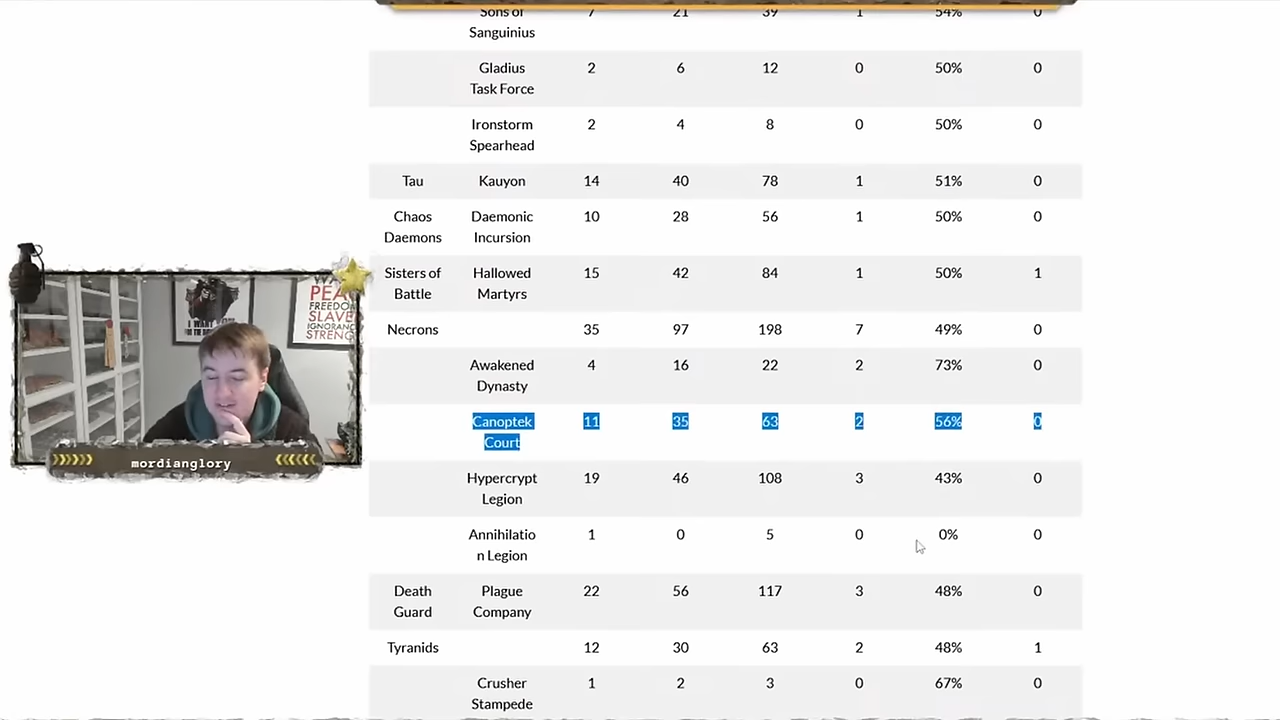 Sons of 7 21 39 1 54% 0
Sanguinius
Gladius 2 6 12 0 50% 0
Task Force
Ironstorm 2 4 8 0 50% 0
Spearhead
Tau Kauyon 14 40 78 1 51% 0
Chaos Daemonic 10 28 56 1 50% 0
Daemons Incursion
Sisters of Hallowed 15 42 84 1 50% 1
Battle Martyrs
Necrons 35 97 198 7 49% 0
Awakened 4 16 22 2 73% 0
Dynasty
Canoptek 11 35 63 2 56% 0
Court
Hypercrypt 19 46 108 3 43% 0
Legion
Annihilatio 1 0 5 0 0% 0
n Legion
Death Plague 22 56 117 3 48% 0
Guard Company
Tyranids 12 30 63 2 48% 1
Crusher 1 2 3 0 67% 0
Stampede
PEAC
FREEDOM
SLAVE
IGNORANC
STRENG
mordianglory